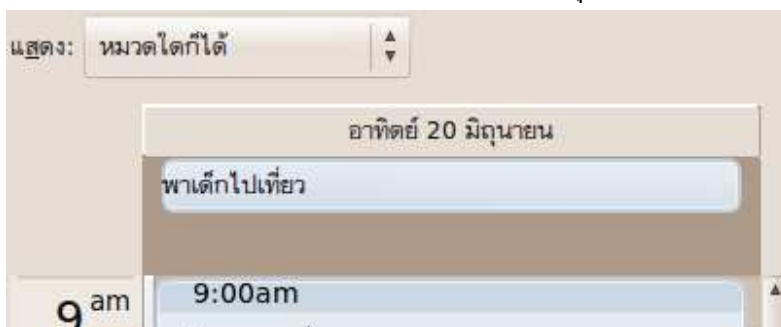 แสดง: หมวดใดก็ได้
อาทิตย์ 20 มิถุนายน
พาเด็กไปเที่ยว
9 am
9:00am